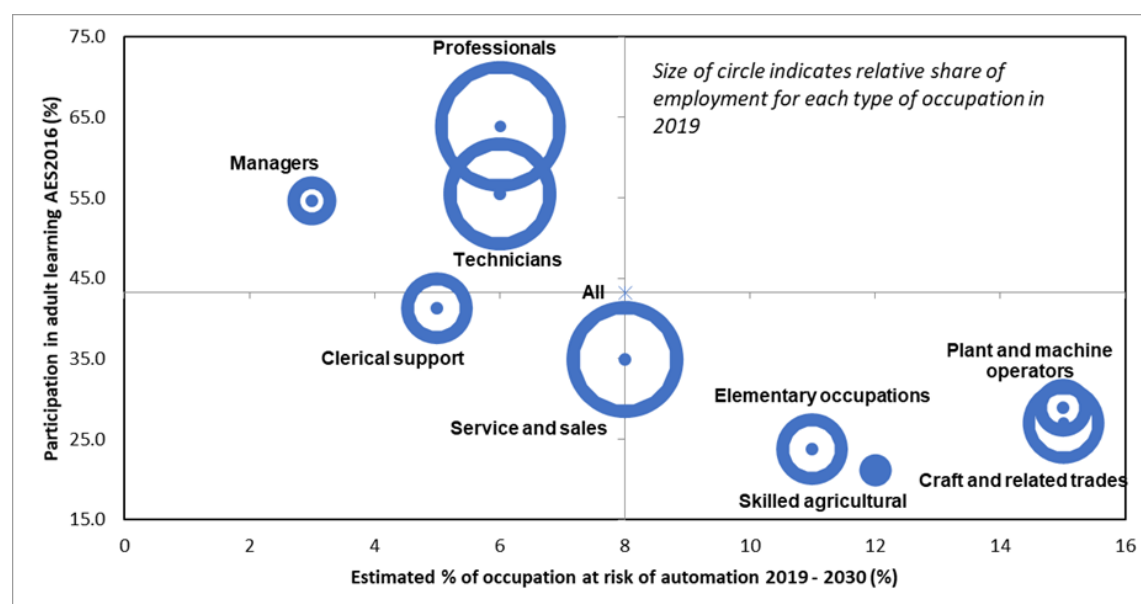 75.0
65.0
55.0
45.0
35.0
25.0
15.0
Participation in adult learning AES2016 (%)
Professionals
Size of circle indicates relative share of
employment for each type of occupation in
2019
Managers
Technicians
All
Clerical support
Plant and machine
operators
Elementary occupations
Service and sales
Craft and related trades
Skilled agricultural
0 2 4 6 8 10 12 14 16
Estimated % of occupation at risk of automation 2019 - 2030 (%)